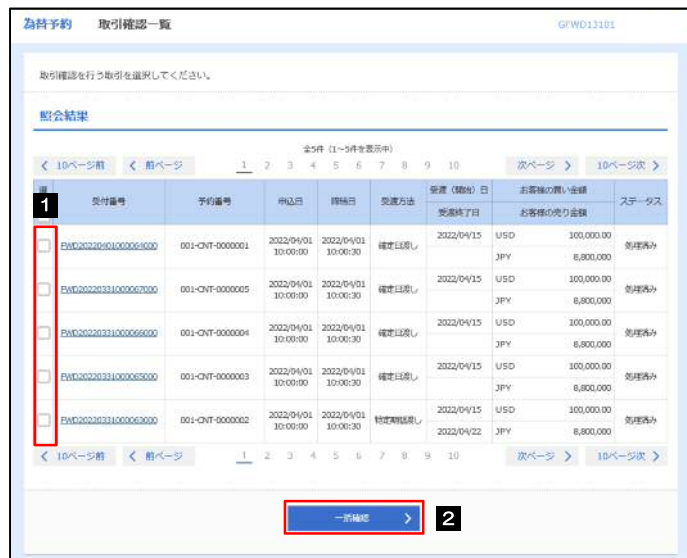 為替予約 取引確認一覧 GFWD13101
取引確認を行う取引を選択してください。
照会結果
全5件(1~5件を表示中)
10ページ前 前ページ 1 2 3 4 5 6 7 8 9 10 次ページ 10ページ次
1 受付番号 予約番号 申込日 締結日 受渡方法 受渡(開始)日 お客様の買い金額 ステータス
受渡終了日 お客様の売り金額
FWD20220401000064000 001-CNT-0000001 2022/04/01 10:00:00 2022/04/01 10:00:30 確定日渡し 2022/04/15 USD 100,000.00 処理済み
JPY 8,800,000
FWD20220331000067000 001-CNT-0000005 2022/04/01 10:00:00 2022/04/01 10:00:30 確定日渡し 2022/04/15 USD 100,000.00 処理済み
JPY 8,800,000
FWD20220331000066000 001-CNT-0000004 2022/04/01 10:00:00 2022/04/01 10:00:30 確定日渡し 2022/04/15 USD 100,000.00 処理済み
JPY 8,800,000
FWD20220331000065000 001-CNT-0000003 2022/04/01 10:00:00 2022/04/01 10:00:30 確定日渡し 2022/04/15 USD 100,000.00 処理済み
JPY 8,800,000
FWD20220331000063000 001-CNT-0000002 2022/04/01 10:00:00 2022/04/01 10:00:30 特定期間渡し 2022/04/15 USD 100,000.00 処理済み
2022/04/22 JPY 8,800,000
10ページ前 前ページ 1 2 3 4 5 6 7 8 9 10 次ページ 10ページ次
一括確認 2